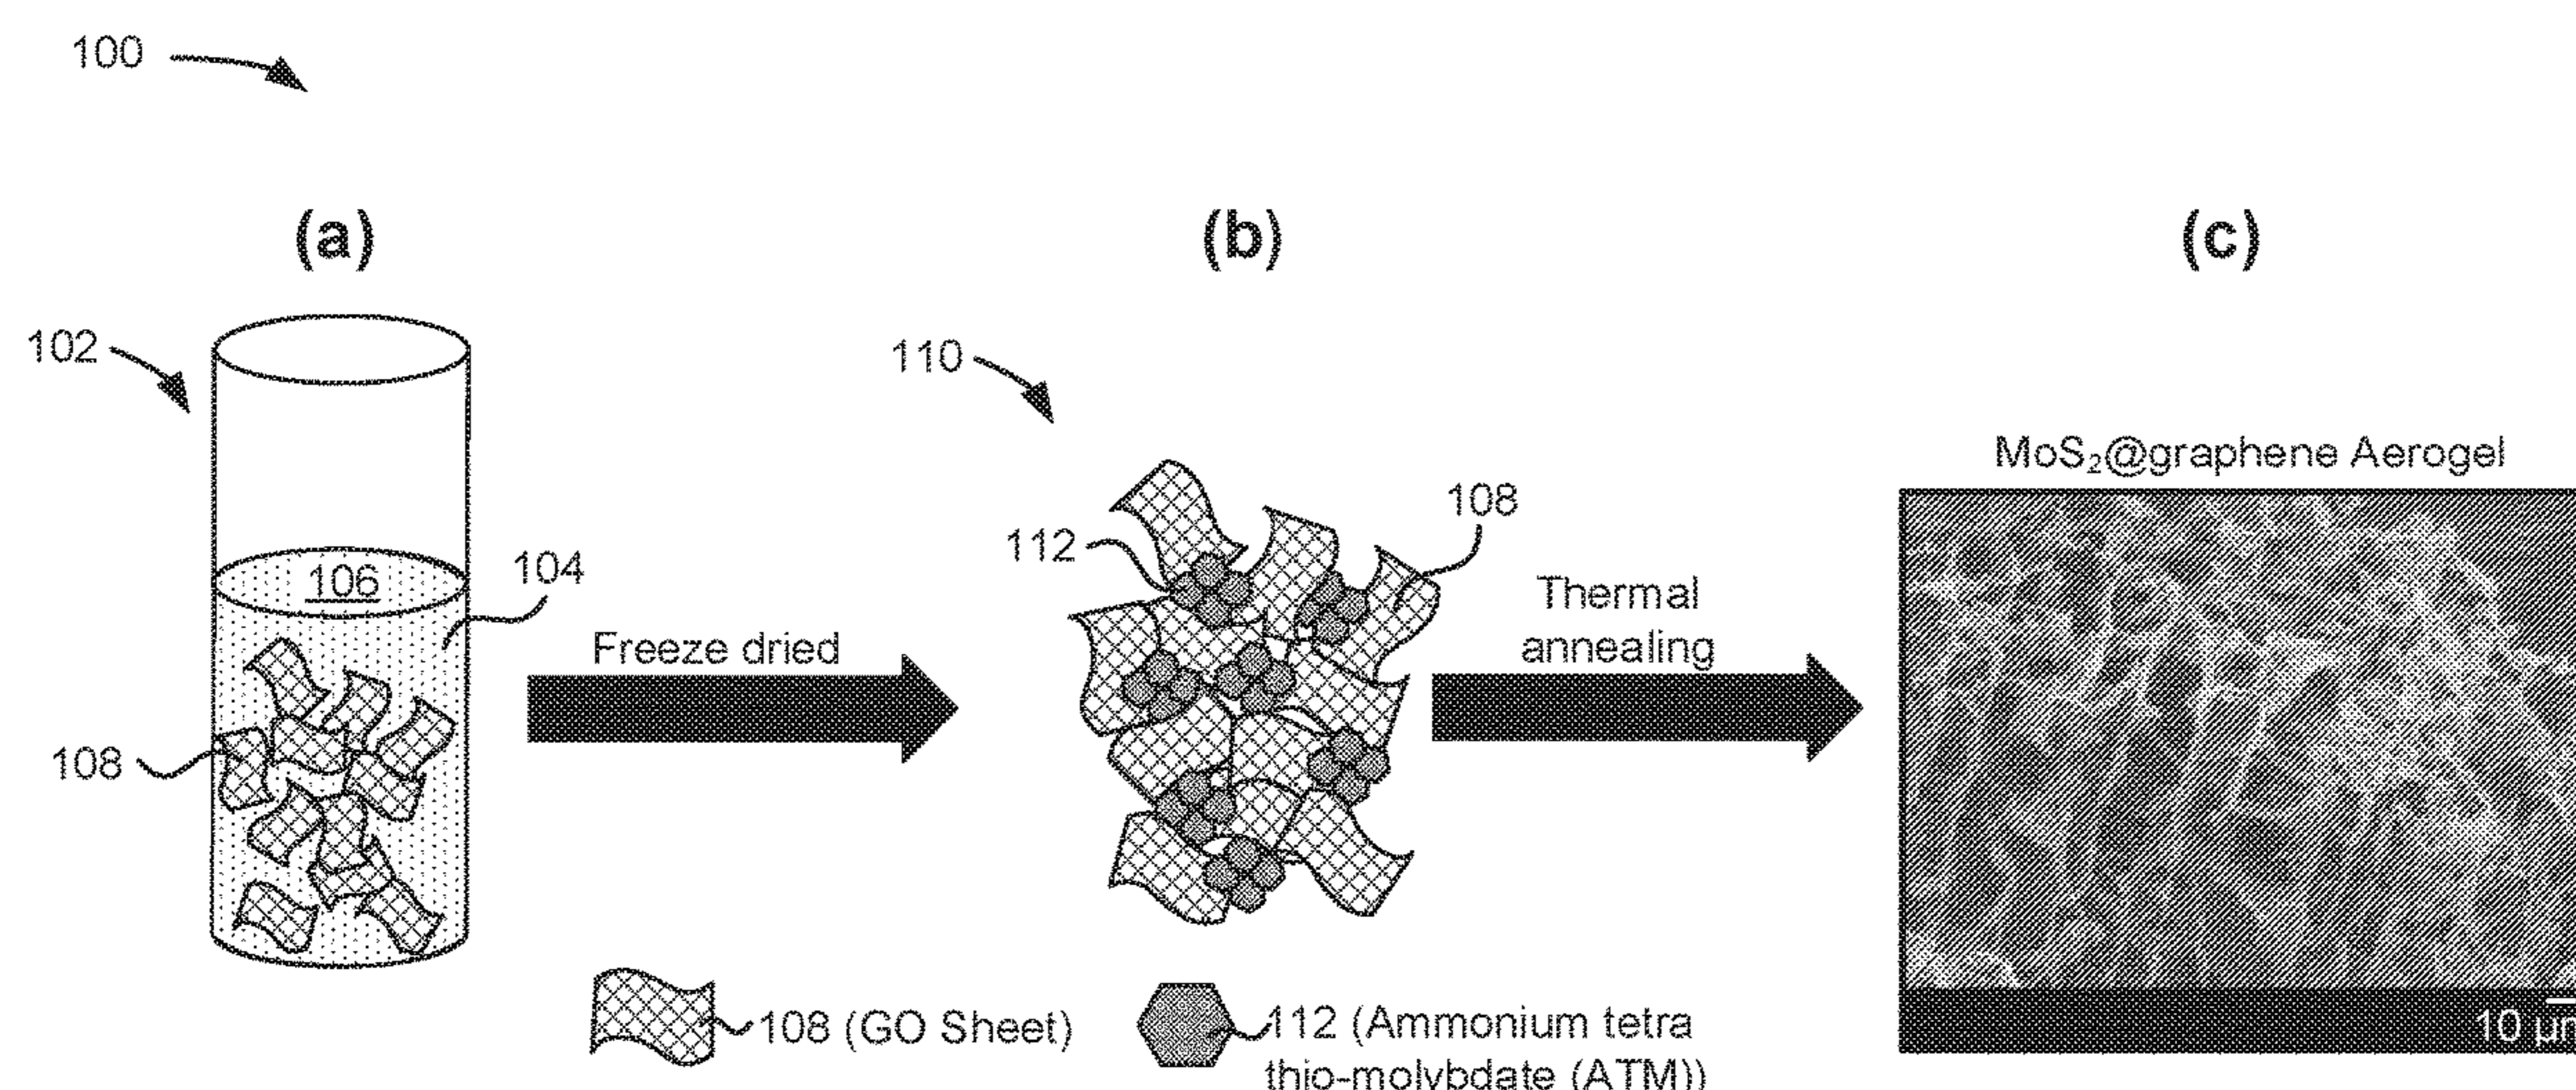 100
(a)
(b)
(c)
102
110
MoS₂@graphene Aerogel
108
112
106
104
Freeze dried
Thermal
annealing
108
108 (GO Sheet)
112 (Ammonium tetra
thio-molybdate (ATM))
10